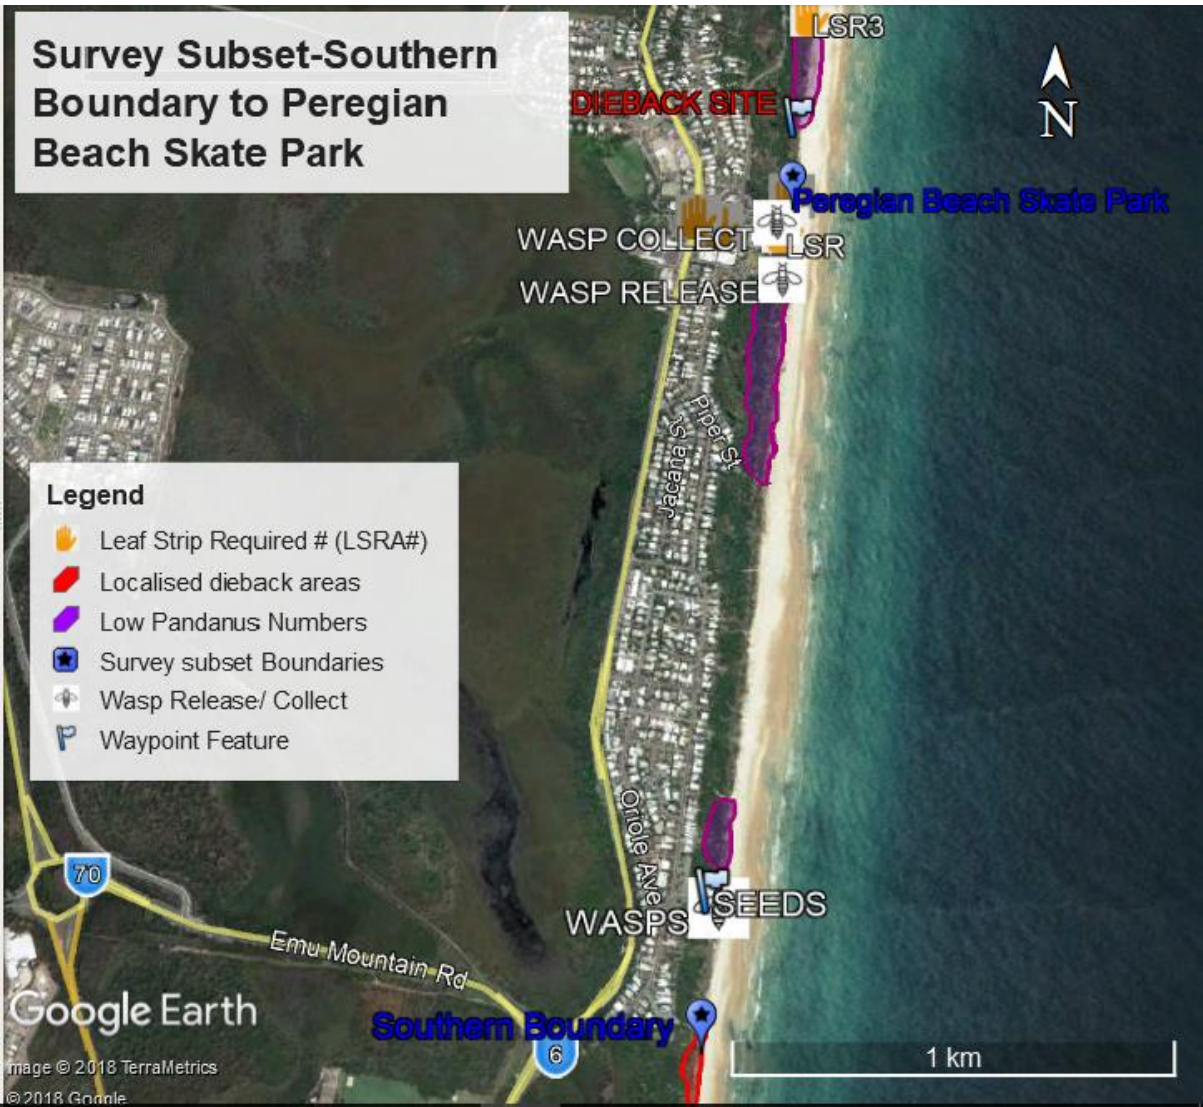 Survey Subset-Southern
Boundary to Peregian
Beach Skate Park
LSR3
DIEBACK SITE
N
Peregian Beach Skate Park
WASP COLLECT
LSR
WASP RELEASE
Piper St
Jacana S
Legend
Leaf Strip Required # (LSRA#)
Localised dieback areas
Low Pandanus Numbers
Survey subset Boundaries
Wasp Release/ Collect
Waypoint Feature
Oriole Ave
70
SEEDS
WASPS
Emu Mountain Rd
Google Earth
Southern Boundary
6
1 km
mage © 2018 TerraMetrics
© 2018 Google